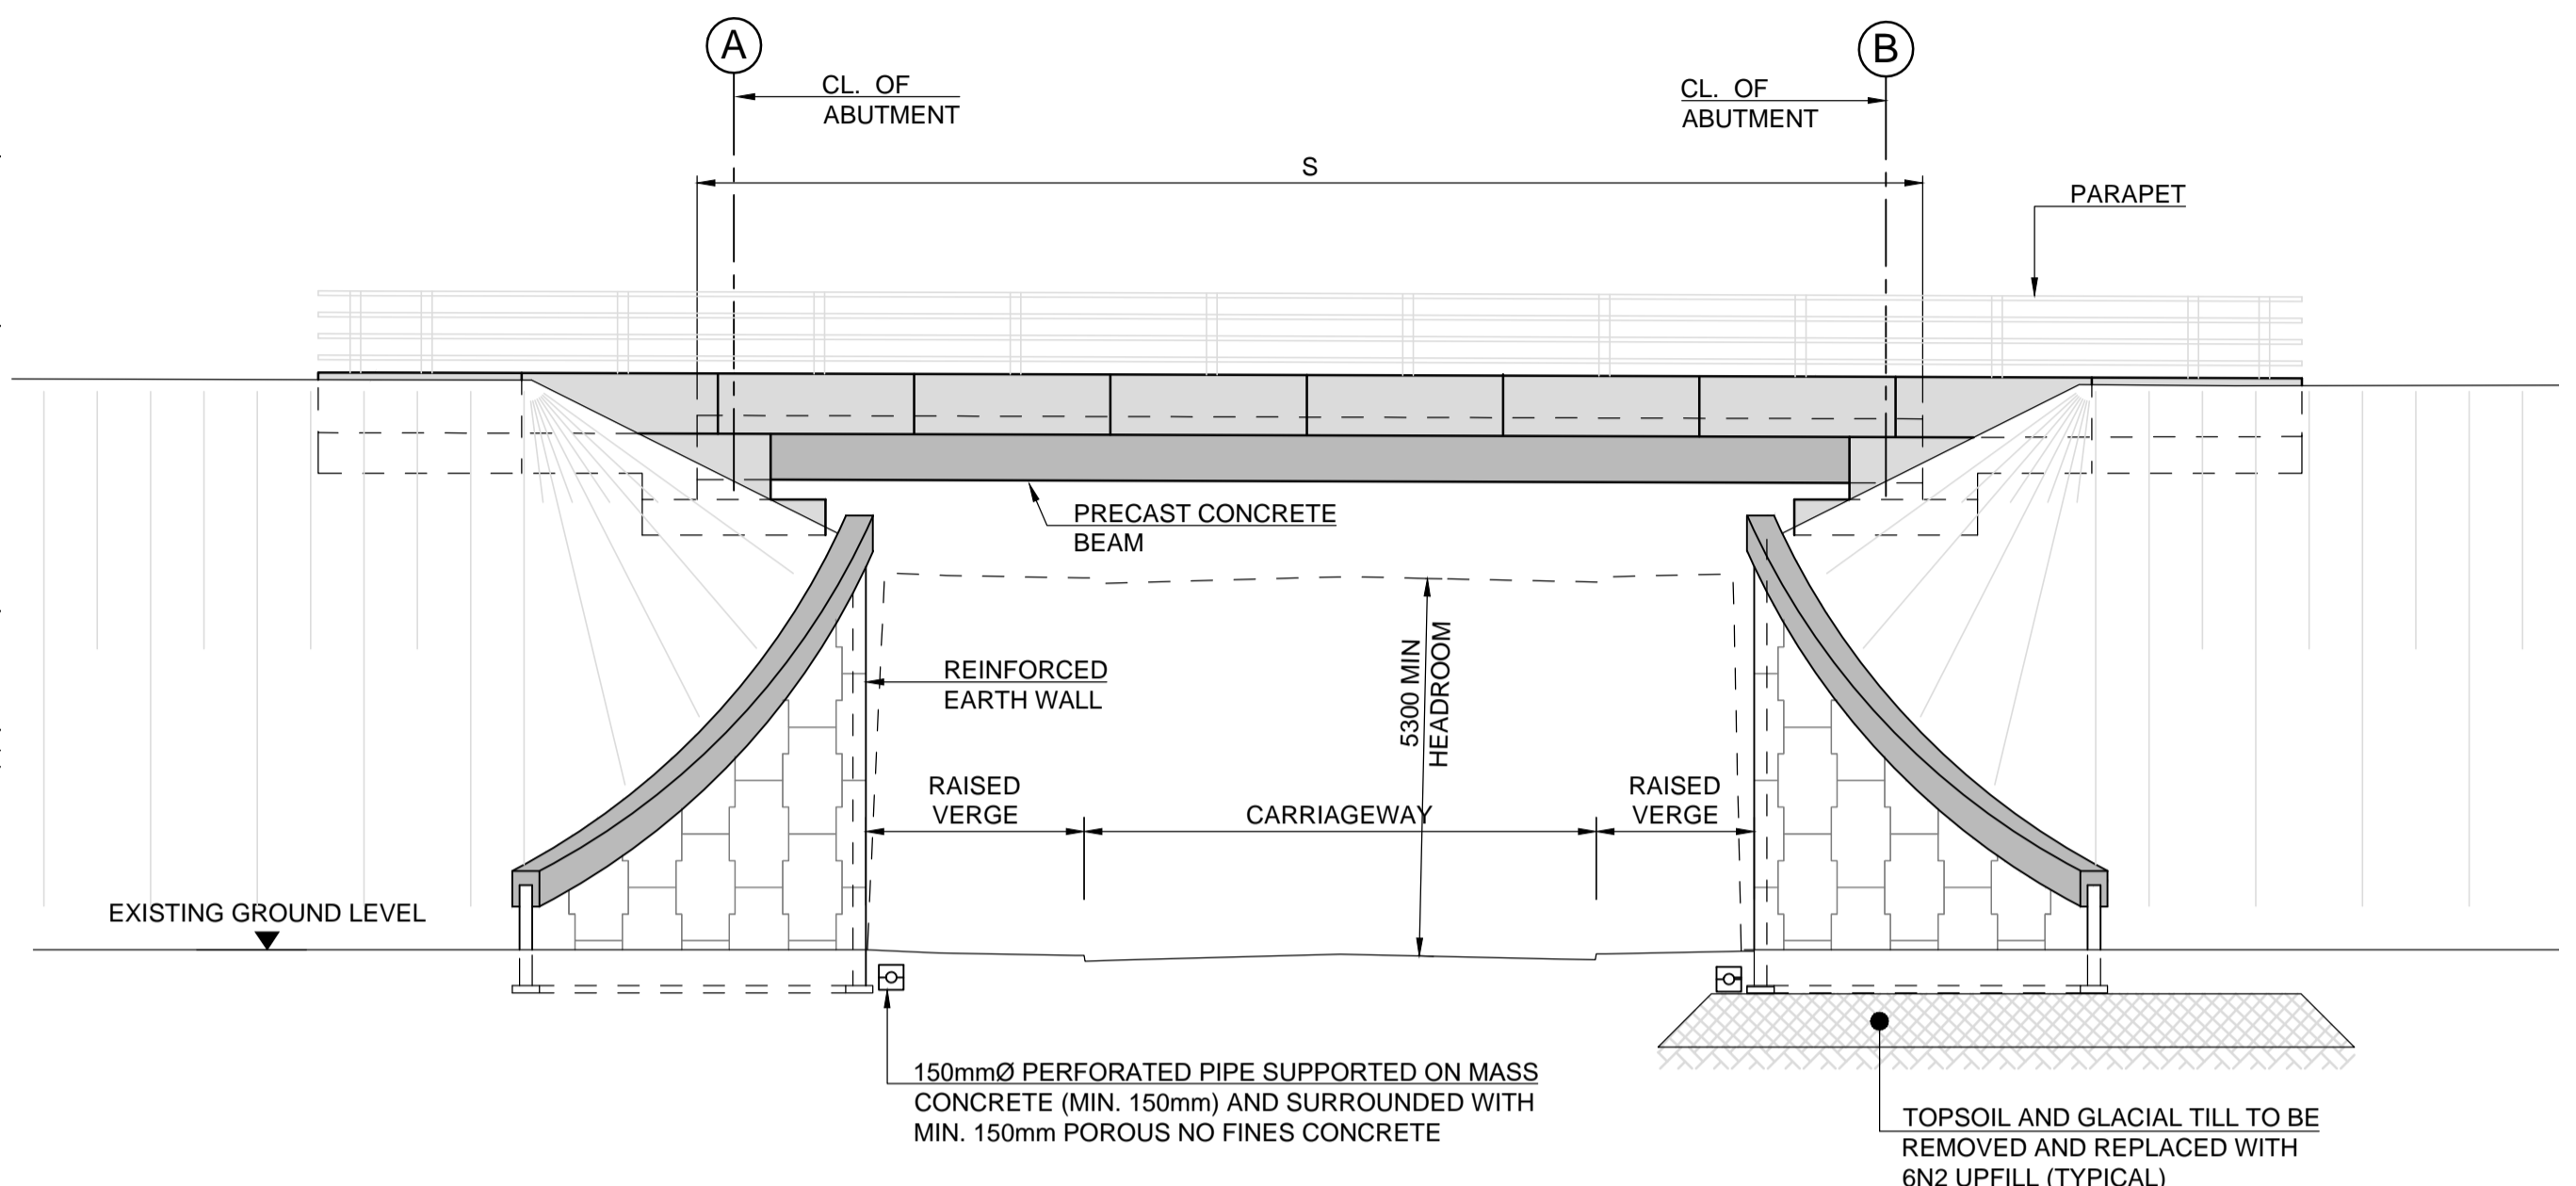 A
B
CL. OF
ABUTMENT
CL. OF
ABUTMENT
S
PARAPET
PRECAST CONCRETE
BEAM
REINFORCED
EARTH WALL
5300 MIN
HEADROOM
RAISED
VERGE
CARRIAGEWAY
RAISED
VERGE
EXISTING GROUND LEVEL
150mmØ PERFORATED PIPE SUPPORTED ON MASS
CONCRETE (MIN. 150mm) AND SURROUNDED WITH
MIN. 150mm POROUS NO FINES CONCRETE
TOPSOIL AND GLACIAL TILL TO BE
REMOVED AND REPLACED WITH
6N2 UPFILL (TYPICAL)